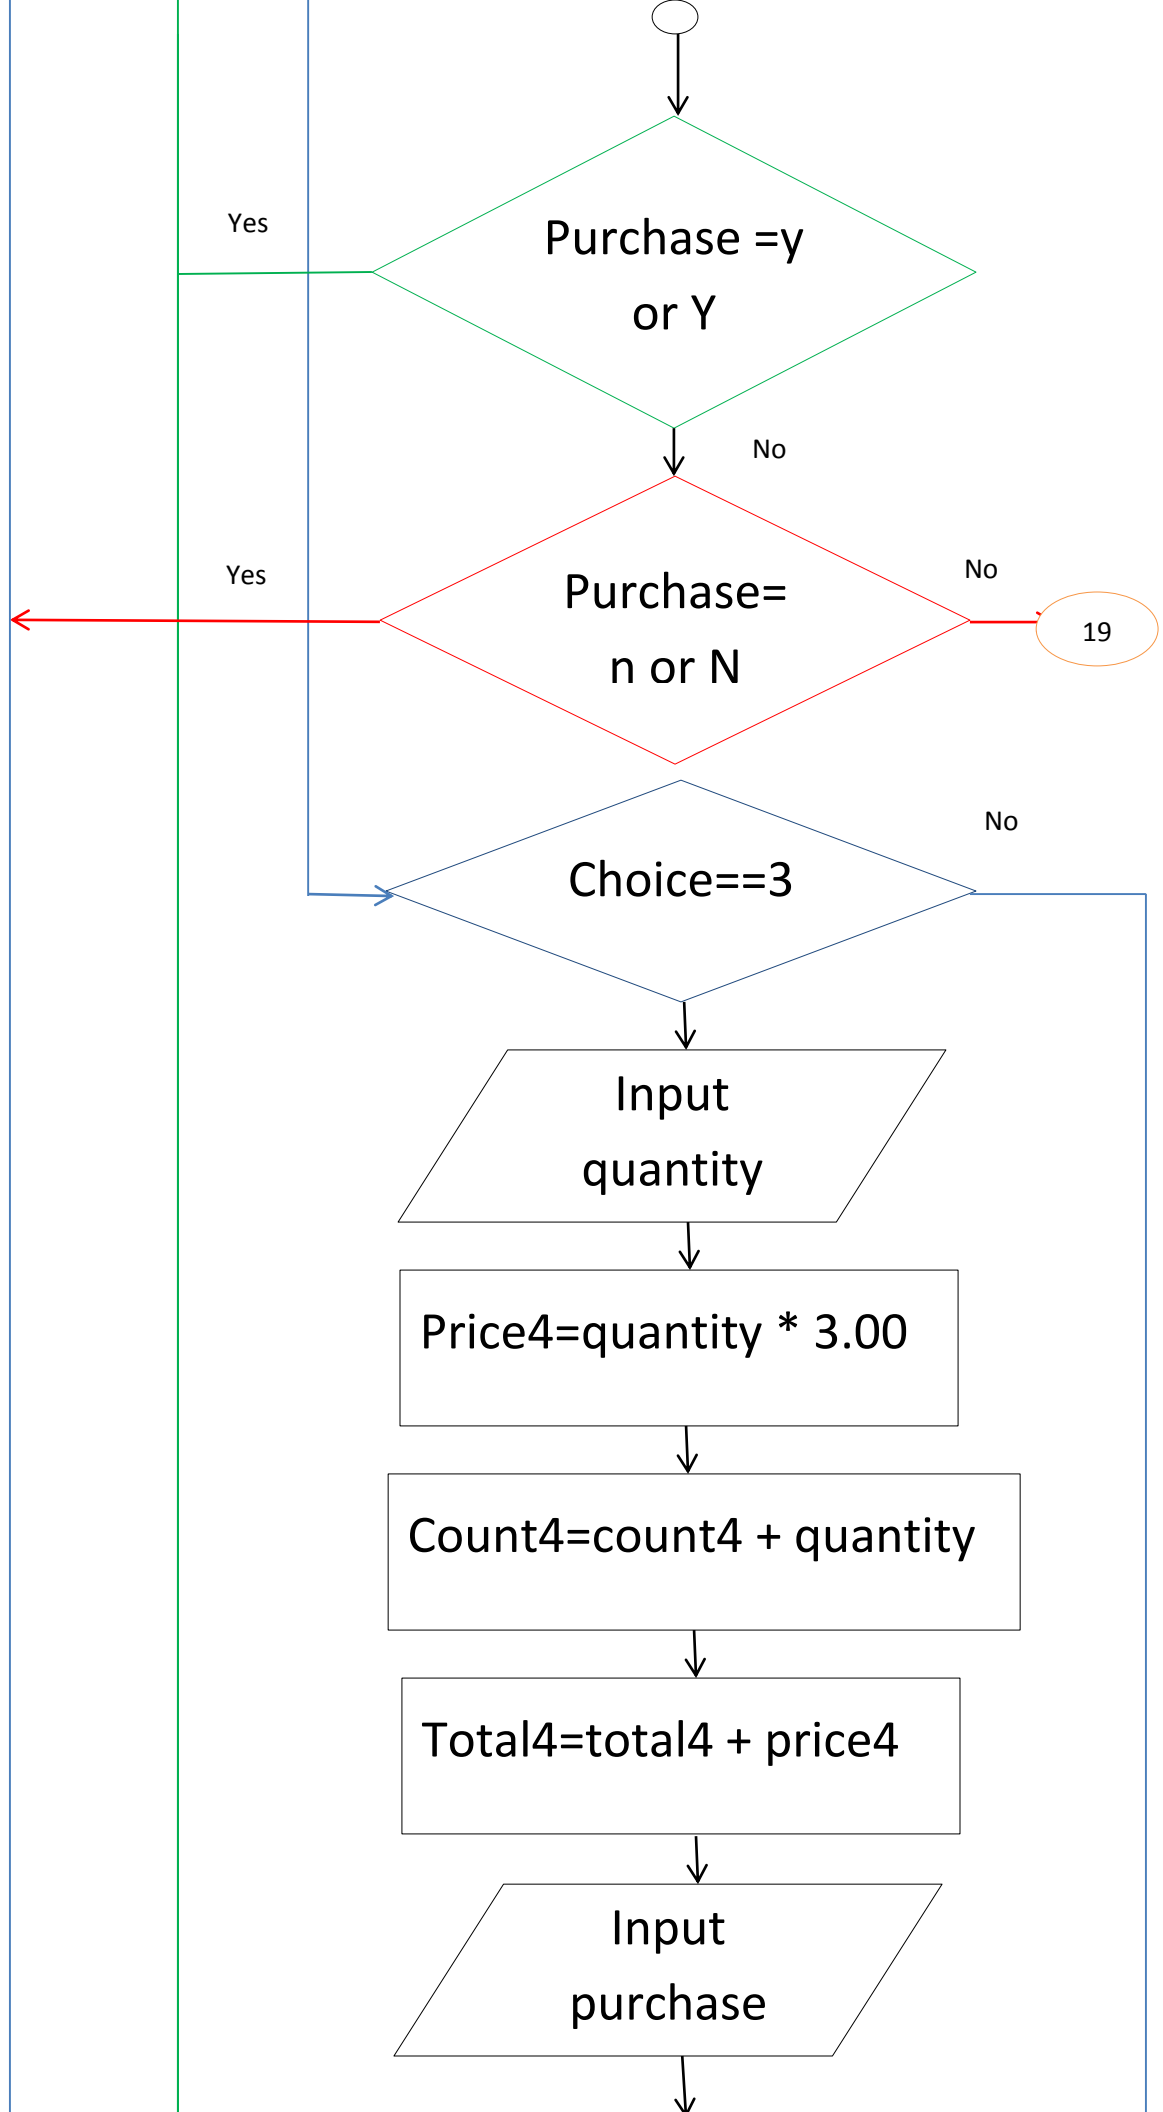 Yes
Purchase =y
or Y
No
Yes
Purchase=
n or N
No
19
No
Choice==3
Input
quantity
Price4=quantity * 3.00
Count4=count4 + quantity
Total4=total4 + price4
Input
purchase